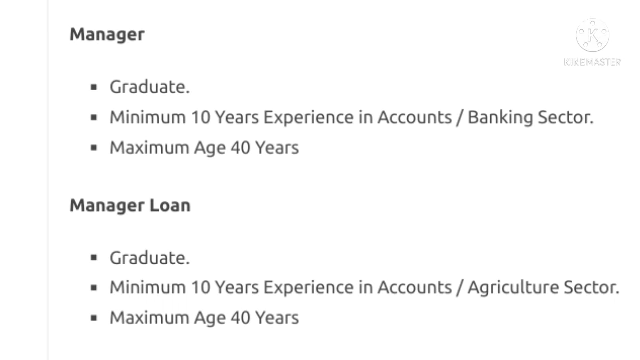 Manager
▪ Graduate.
▪ Minimum 10 Years Experience in Accounts / Banking Sector.
▪ Maximum Age 40 Years
Manager Loan
▪ Graduate.
▪ Minimum 10 Years Experience in Accounts / Agriculture Sector.
▪ Maximum Age 40 Years
K
KINEMASTER